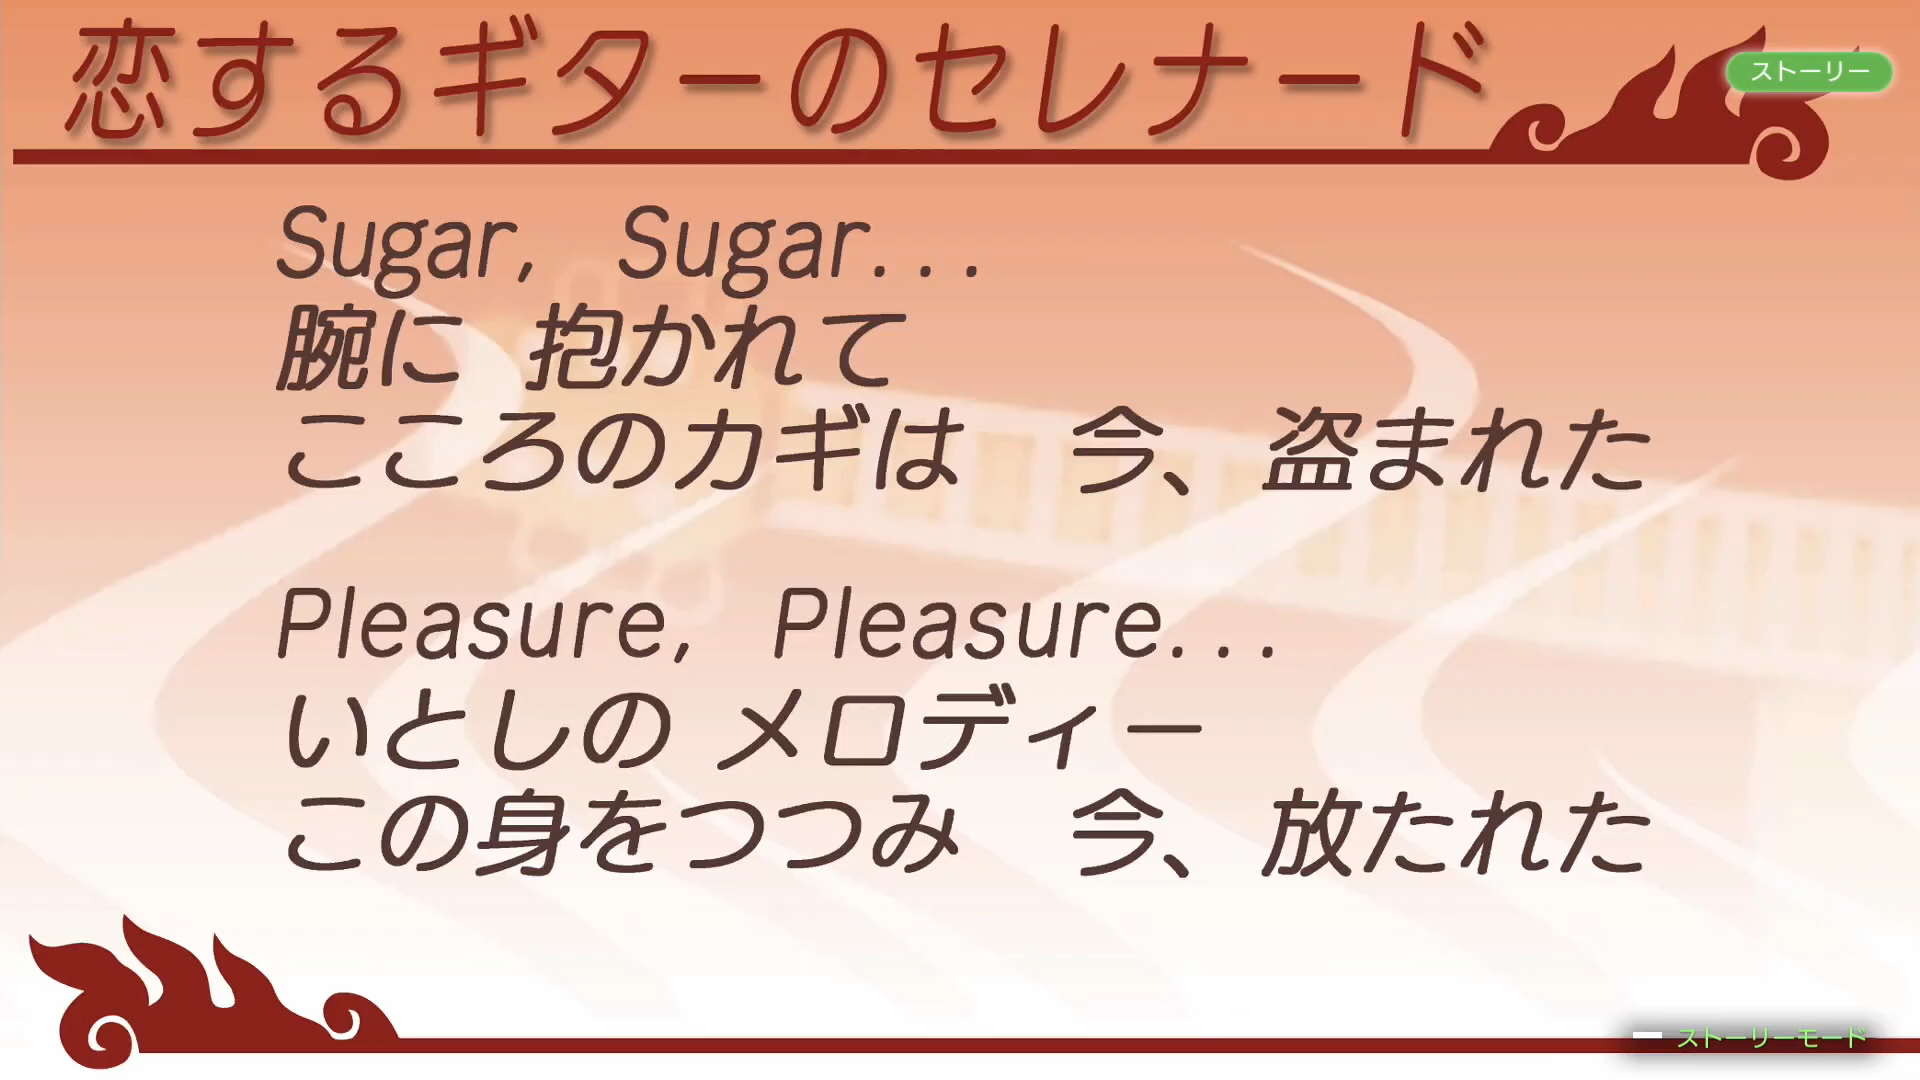 恋するギターのセレナード
ストーリー
Sugar, Sugar...
腕に 抱かれて
こころのカギは 今、盗まれた
Pleasure, Pleasure...
いとしの メロディー
この身をつつみ 今、放たれた
ストーリーモード